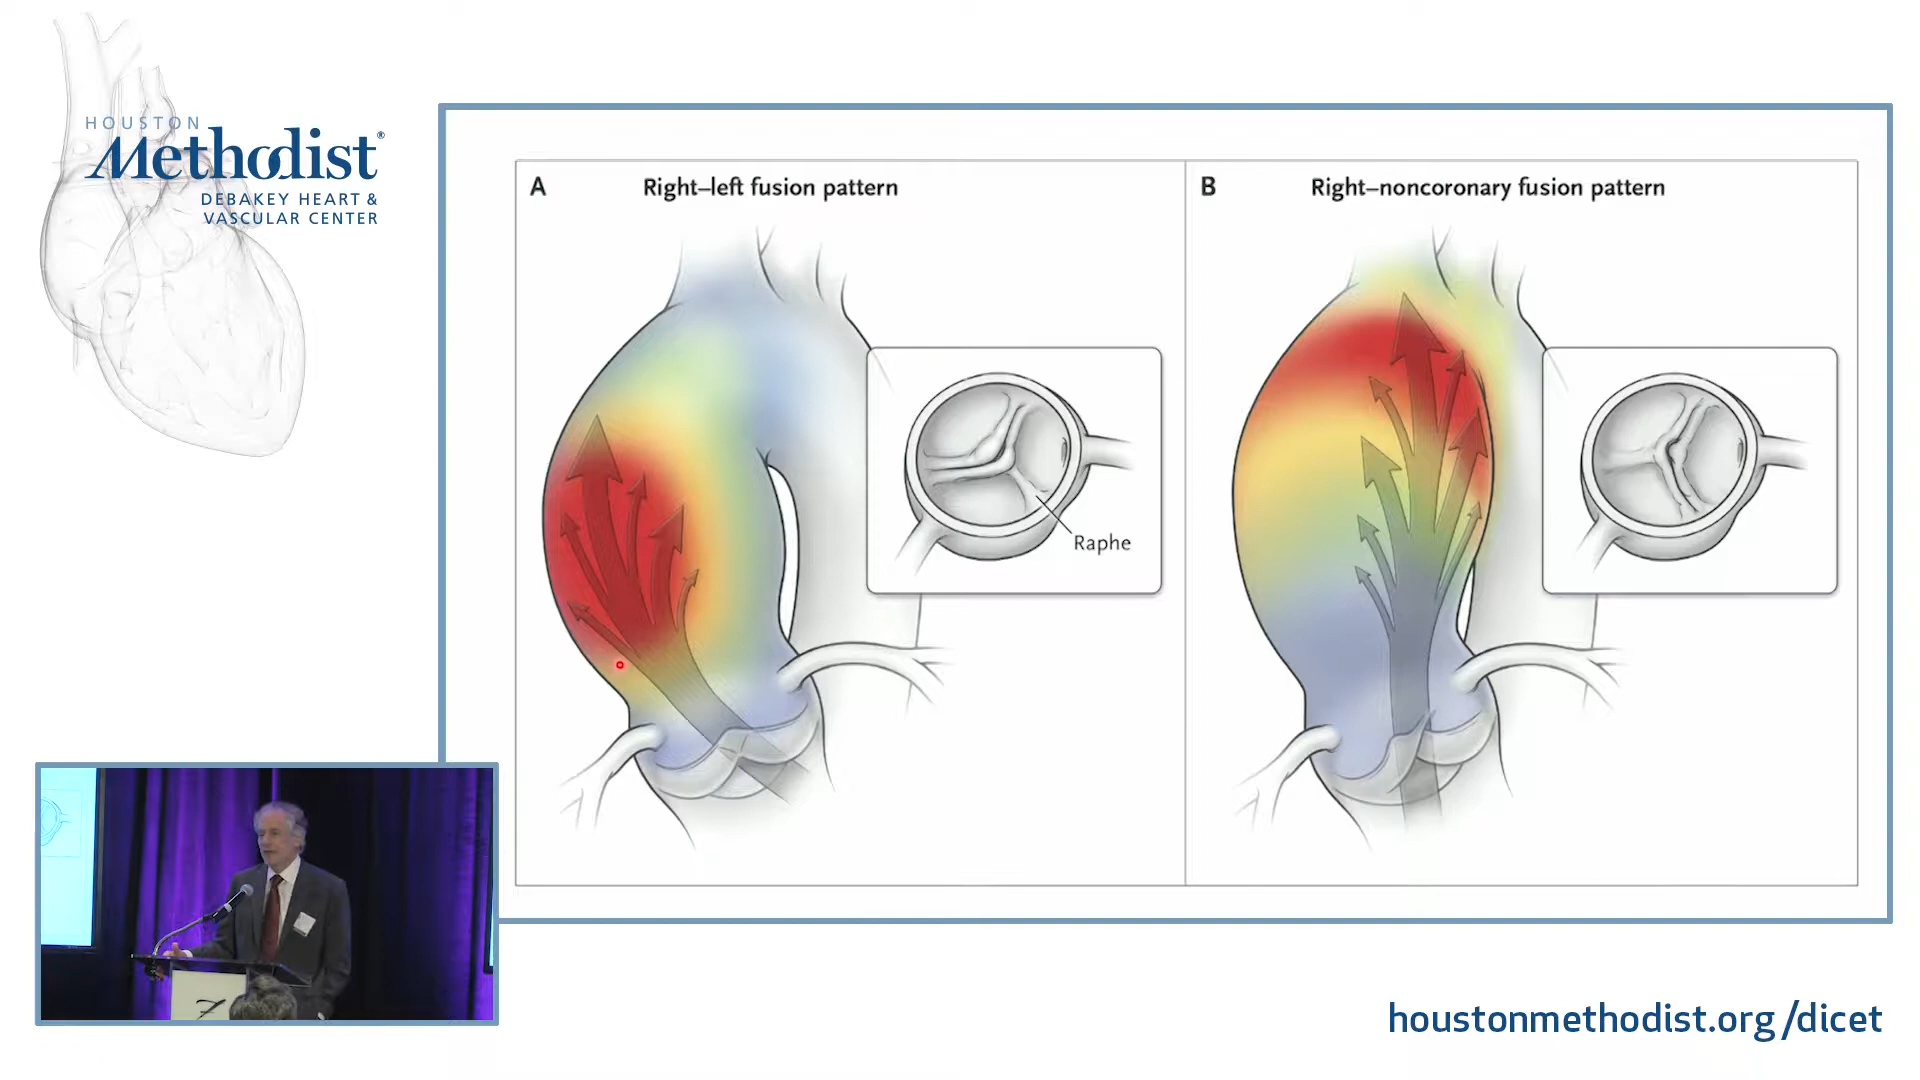 HOUSTON
Methodist®
DEBAKEY HEART &
VASCULAR CENTER
A Right–left fusion pattern
B Right–noncoronary fusion pattern
Raphe
houstonmethodist.org/dicet